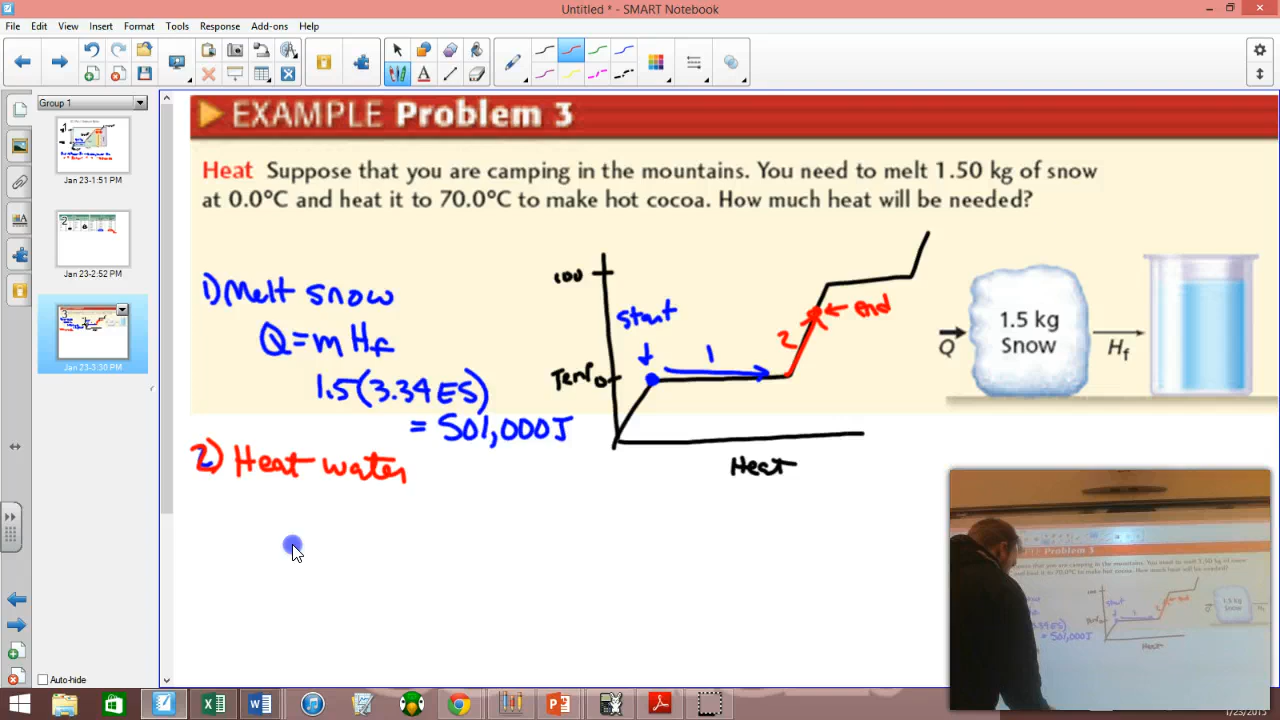 Untitled * - SMART Notebook
File Edit View Insert Format Tools Response Add-ons Help
Group 1
Jan 23-1:51 PM
Jan 23-2:52 PM
Jan 23-3:30 PM
Auto-hide
EXAMPLE Problem 3
Heat Suppose that you are camping in the mountains. You need to melt 1.50 kg of snow
at 0.0°C and heat it to 70.0°C to make hot cocoa. How much heat will be needed?
1) Melt snow
Q = m Hf
1.5(3.34E5)
= 501,000J
2) Heat water
100
start
1
2
end
Temp 0
Heat
Q
1.5 kg
Snow
Hf
1/23/2015